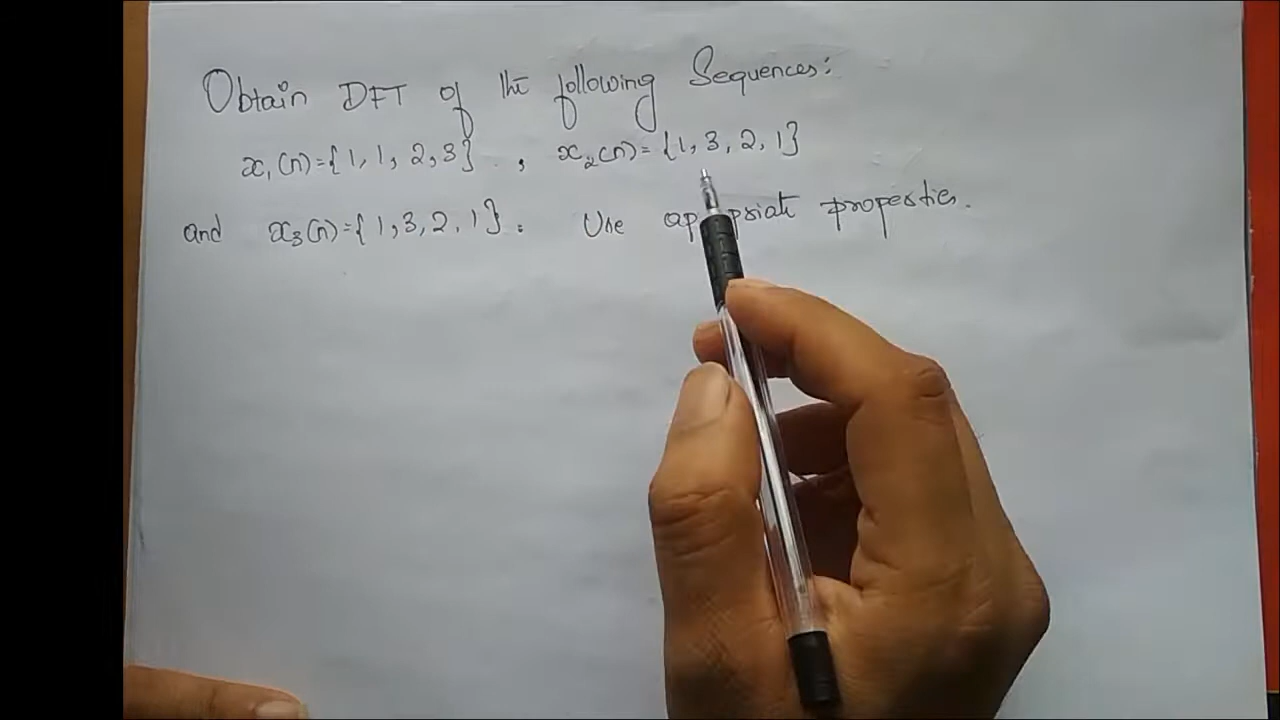 Obtain DFT of the following Sequences:
x₁(n)={1, 1, 2, 3} , x₂(n)={1, 3, 2, 1}
and x₃(n)={1, 3, 2, 1}. Use properties.